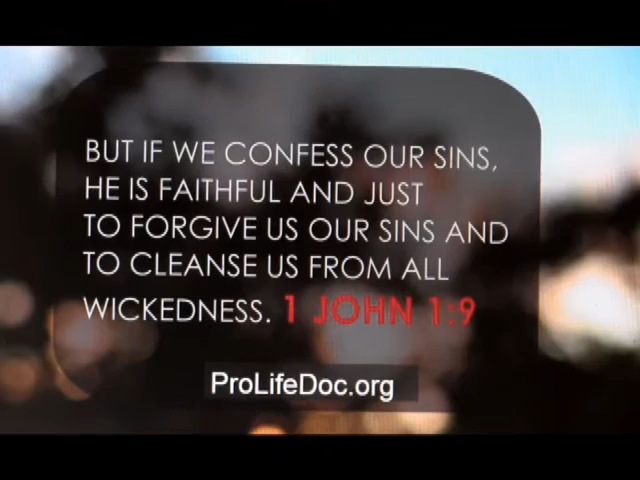 BUT IF WE CONFESS OUR SINS,
HE IS FAITHFUL AND JUST
TO FORGIVE US OUR SINS AND
TO CLEANSE US FROM ALL
WICKEDNESS. 1 JOHN 1:9
ProLifeDoc.org